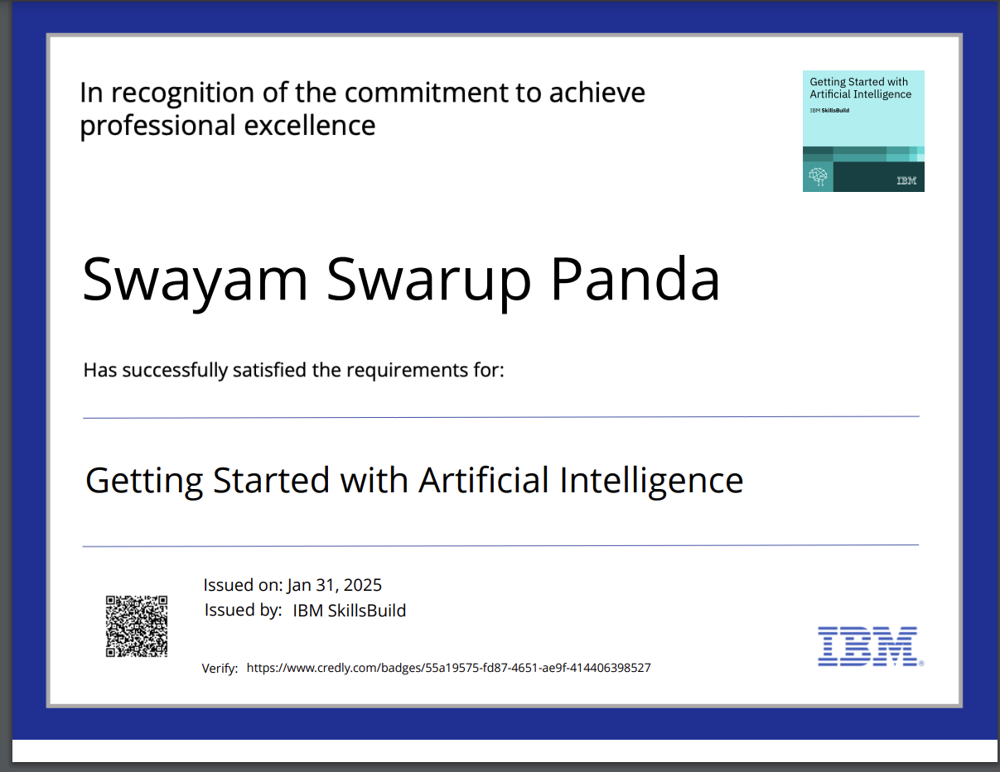 In recognition of the commitment to achieve
professional excellence
Getting Started with
Artificial Intelligence
IBM SkillsBuild
IBM
Swayam Swarup Panda
Has successfully satisfied the requirements for:
Getting Started with Artificial Intelligence
Issued on: Jan 31, 2025
Issued by: IBM SkillsBuild
IBM®
Verify: https://www.credly.com/badges/55a19575-fd87-4651-ae9f-414406398527